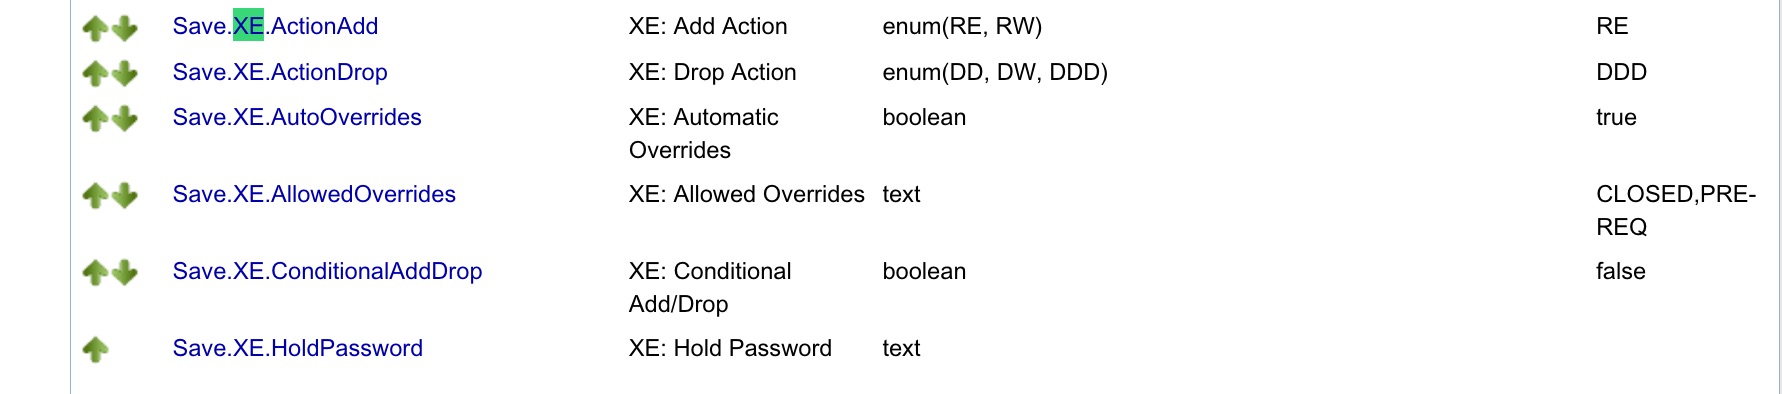 Save.XE.ActionAdd XE: Add Action enum(RE, RW) RE
Save.XE.ActionDrop XE: Drop Action enum(DD, DW, DDD) DDD
Save.XE.AutoOverrides XE: Automatic boolean true
Overrides
Save.XE.AllowedOverrides XE: Allowed Overrides text CLOSED,PRE-
REQ
Save.XE.ConditionalAddDrop XE: Conditional boolean false
Add/Drop
Save.XE.HoldPassword XE: Hold Password text